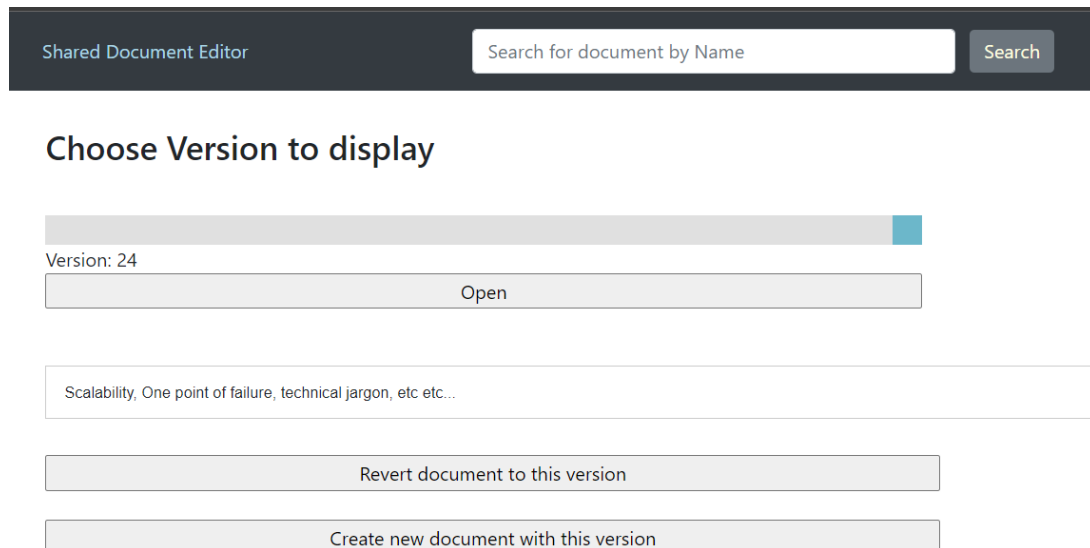 Shared Document Editor
Search for document by Name
Search
Choose Version to display
Version: 24
Open
Scalability, One point of failure, technical jargon, etc etc...
Revert document to this version
Create new document with this version